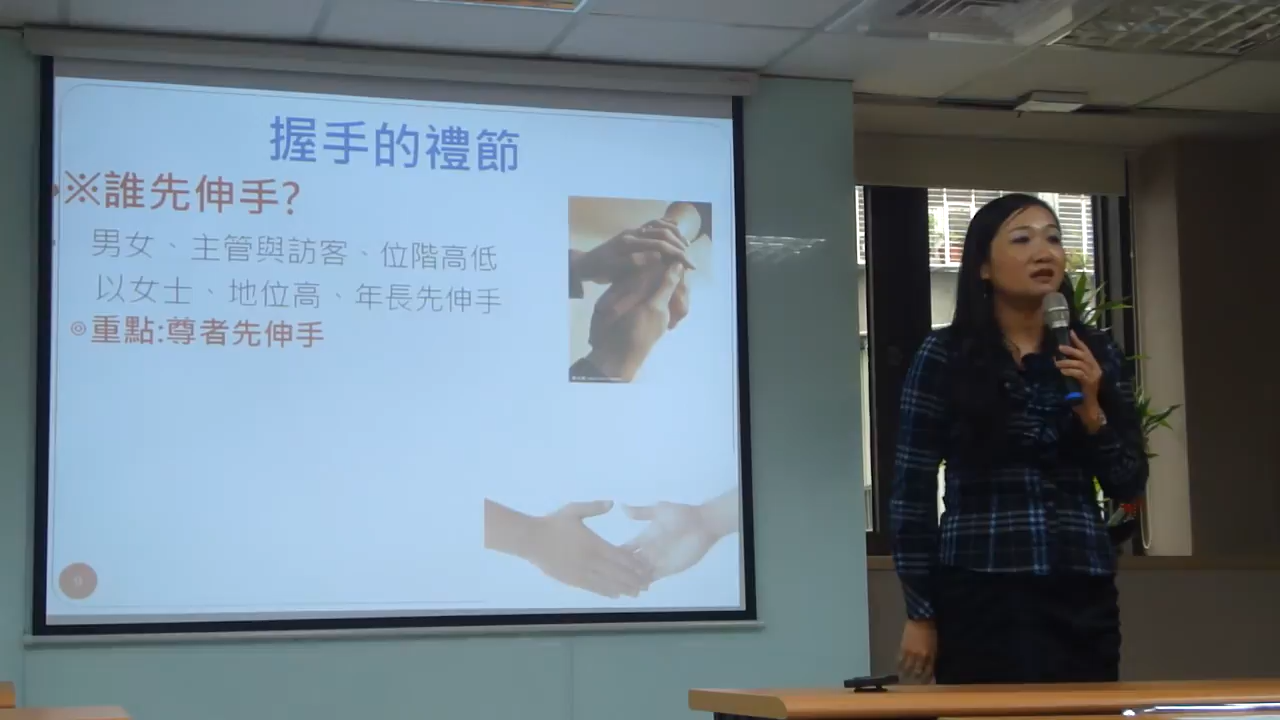 握手的禮節
※誰先伸手?
男女、主管與訪客、位階高低
以女士、地位高、年長先伸手
◎重點:尊者先伸手
9